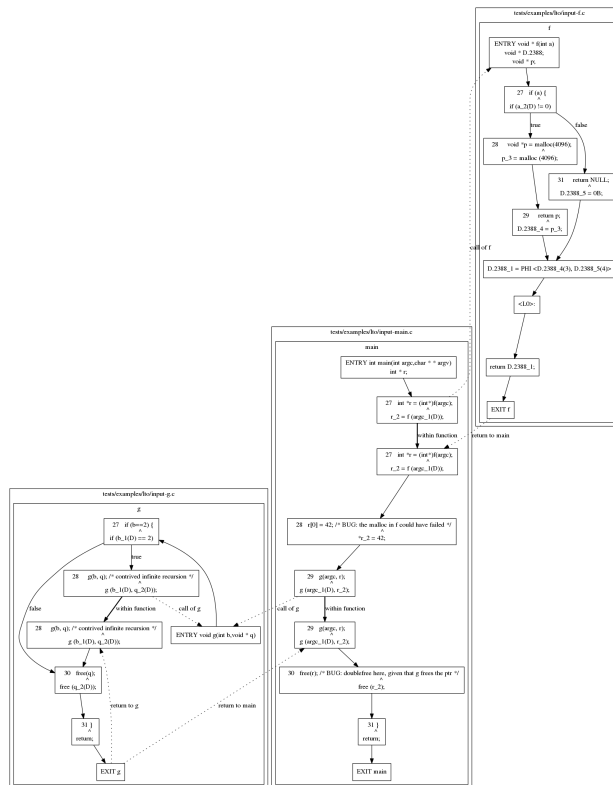 tests/examples/lto/input-f.c
f
ENTRY void * f(int a)
void * D.2388;
void * p;
27 if (a) {
^
if (a_2(D) != 0)
true
false
28 void *p = malloc(4096);
^
p_3 = malloc (4096);
31 return NULL;
^
D.2388_5 = 0B;
29 return p;
^
D.2388_4 = p_3;
call of f
D.2388_1 = PHI <D.2388_4(3), D.2388_5(4)>
<L0>:
return D.2388_1;
EXIT f
return to main
tests/examples/lto/input-main.c
main
ENTRY int main(int argc,char * * argv)
int * r;
27 int *r = (int*)f(argc);
^
r_2 = f (argc_1(D));
within function
27 int *r = (int*)f(argc);
^
r_2 = f (argc_1(D));
28 r[0] = 42; /* BUG: the malloc in f could have failed */
^
*r_2 = 42;
29 g(argc, r);
^
g (argc_1(D), r_2);
call of g
within function
29 g(argc, r);
^
g (argc_1(D), r_2);
30 free(r); /* BUG: doublefree here, given that g frees the ptr */
^
free (r_2);
31 }
^
return;
EXIT main
tests/examples/lto/input-g.c
g
27 if (b==2) {
^
if (b_1(D) == 2)
true
28 g(b, q); /* contrived infinite recursion */
^
g (b_1(D), q_2(D));
false
within function
call of g
28 g(b, q); /* contrived infinite recursion */
^
g (b_1(D), q_2(D));
ENTRY void g(int b,void * q)
30 free(q);
^
free (q_2(D));
return to g
return to main
31 }
^
return;
EXIT g